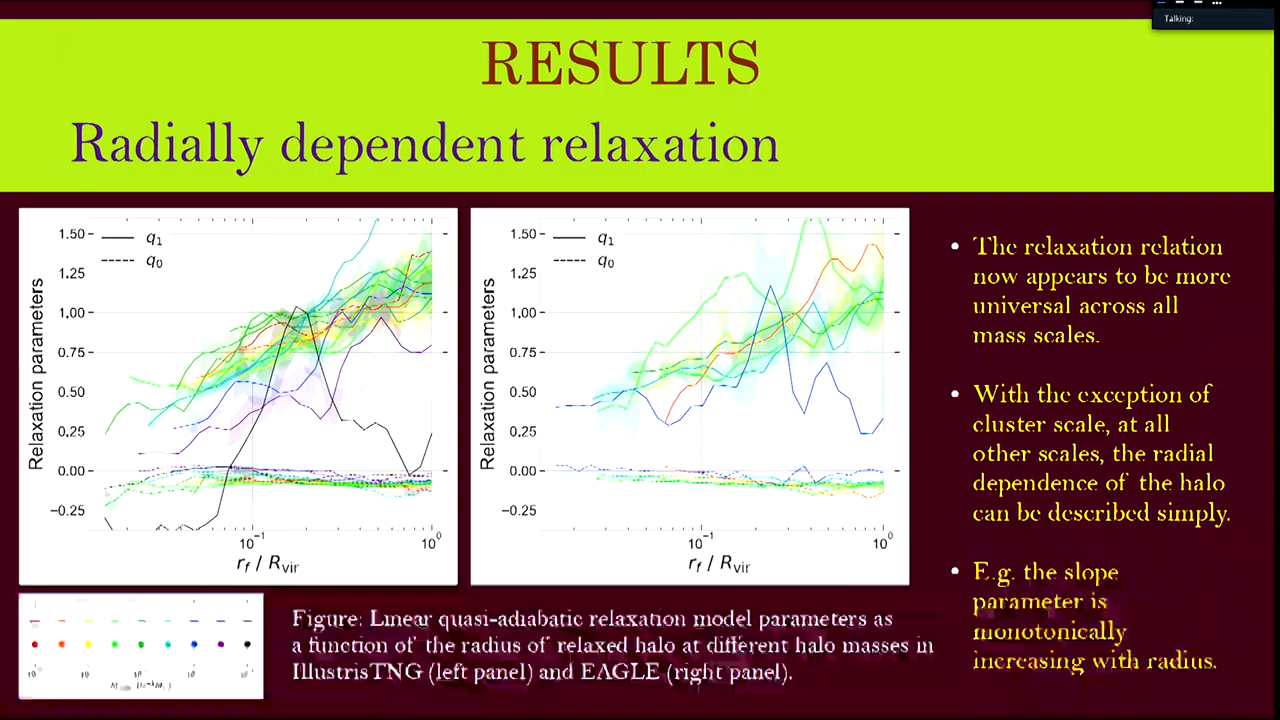 Talking:
RESULTS
Radially dependent relaxation
1.50
1.25
1.00
0.75
0.50
0.25
0.00
−0.25
Relaxation parameters
q₁
q₀
10⁻¹
10⁰
r_f / R_vir
1.50
1.25
1.00
0.75
0.50
0.25
0.00
−0.25
Relaxation parameters
q₁
q₀
10⁻¹
10⁰
r_f / R_vir
• The relaxation relation
now appears to be more
universal across all
mass scales.
• With the exception of
cluster scale, at all
other scales, the radial
dependence of the halo
can be described simply.
• E.g. the slope
parameter is
monotonically
increasing with radius.
Figure: Linear quasi-adiabatic relaxation model parameters as
a function of the radius of relaxed halo at different halo masses in
IllustrisTNG (left panel) and EAGLE (right panel).